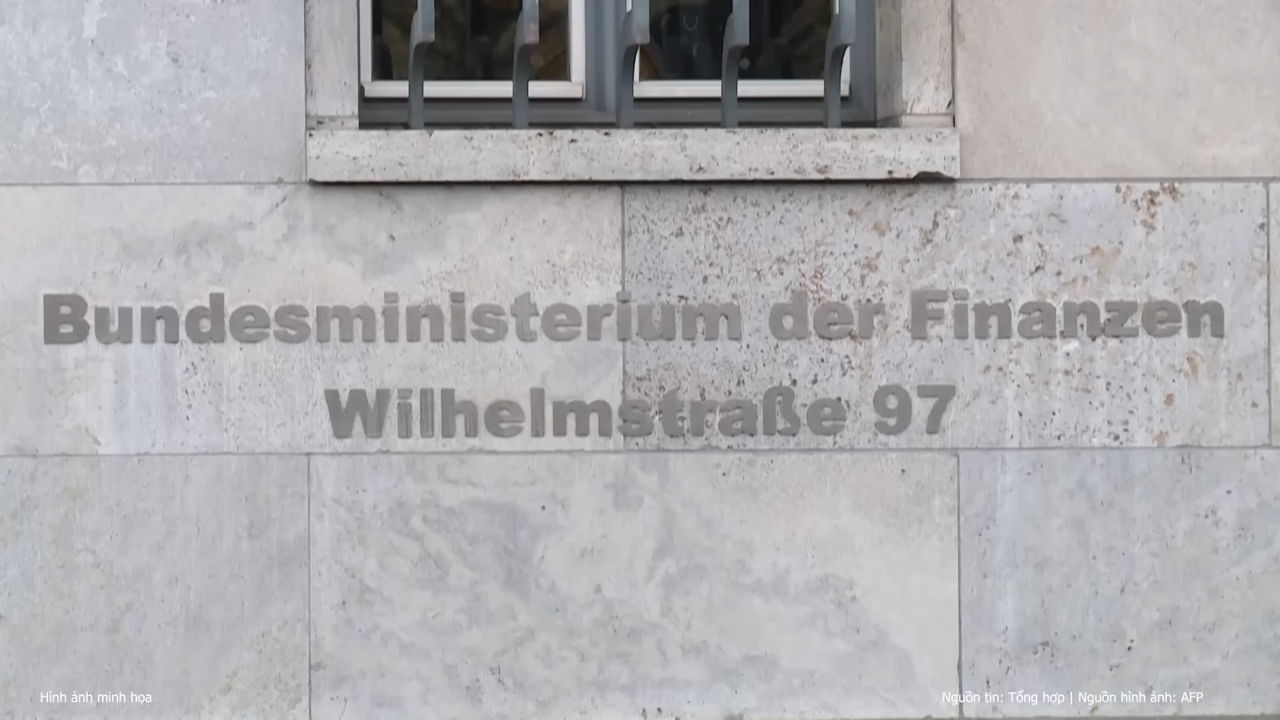 Bundesministerium der Finanzen
Wilhelmstraße 97
Hình ảnh minh họa
Nguồn tin: Tổng hợp | Nguồn hình ảnh: AFP